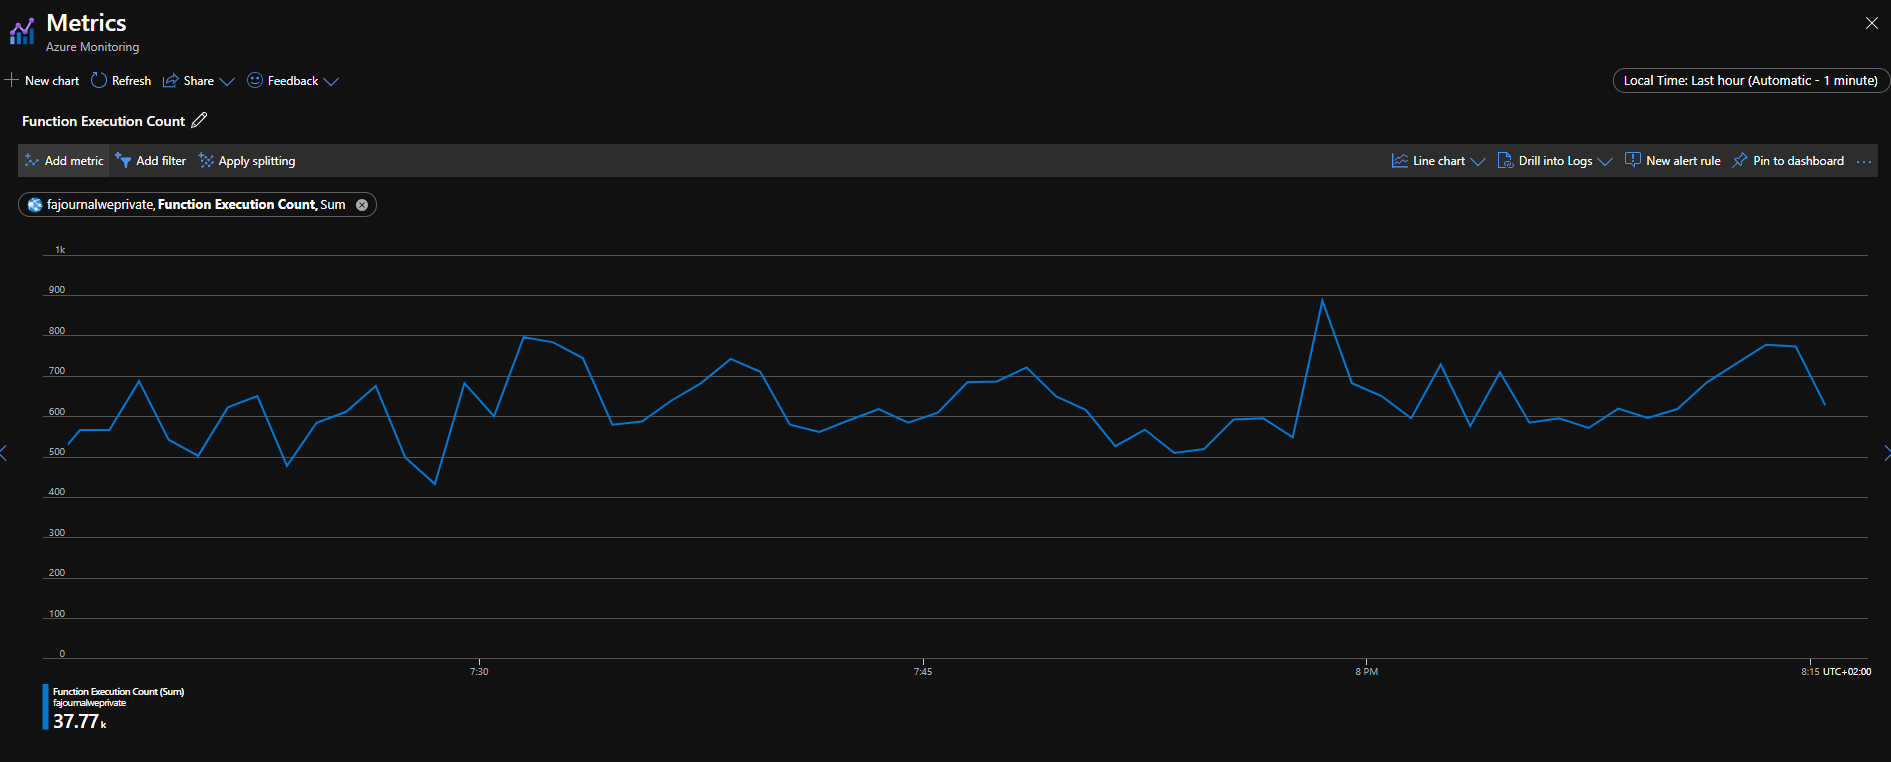 Metrics
Azure Monitoring
New chart Refresh Share Feedback
Local Time: Last hour (Automatic - 1 minute)
Function Execution Count
Add metric Add filter Apply splitting Line chart Drill into Logs New alert rule Pin to dashboard ...
fajournalweprivate, Function Execution Count, Sum
1k
900
800
700
600
500
400
300
200
100
0
7:30 7:45 8 PM 8:15 UTC+02:00
Function Execution Count (Sum)
fajournalweprivate
37.77 k